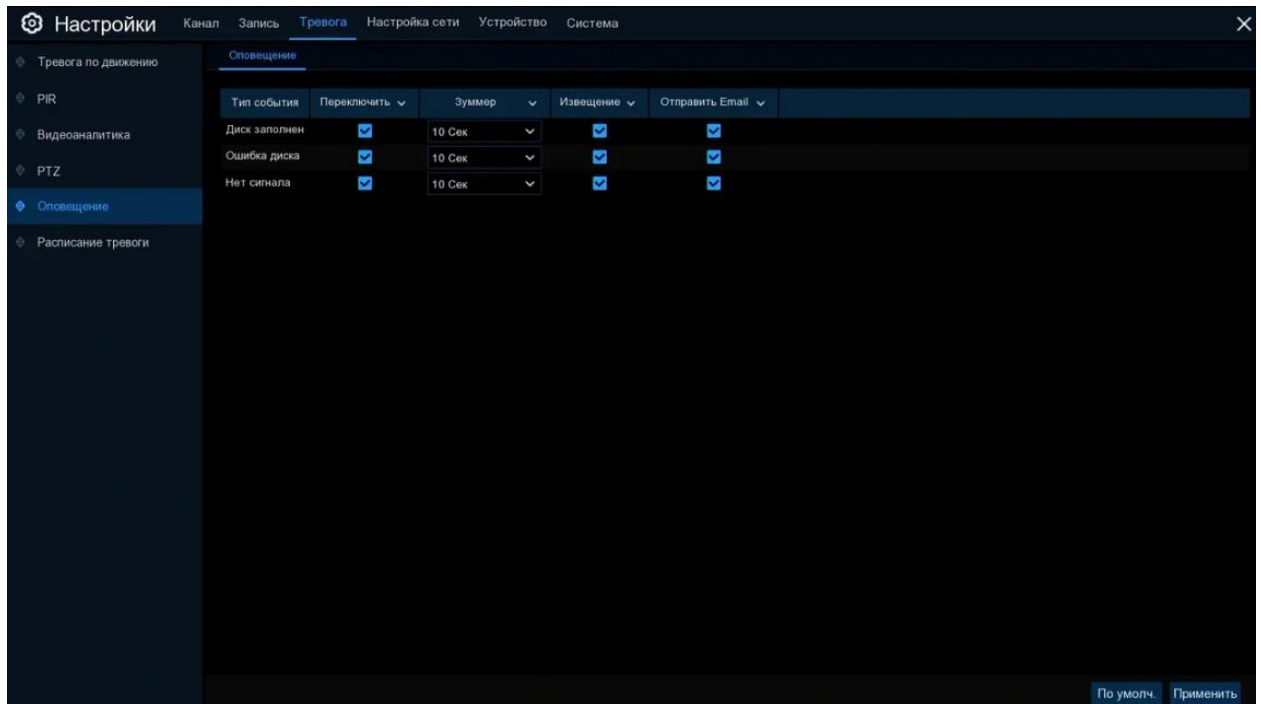 Настройки Канал Запись Тревога Настройка сети Устройство Система
Оповещение
Тревога по движению
PIR
Видеоаналитика
PTZ
Оповещение
Расписание тревоги
Тип события Переключить Зуммер Извещение Отправить Email
Диск заполнен 10 Сек
Ошибка диска 10 Сек
Нет сигнала 10 Сек
По умолч. Применить